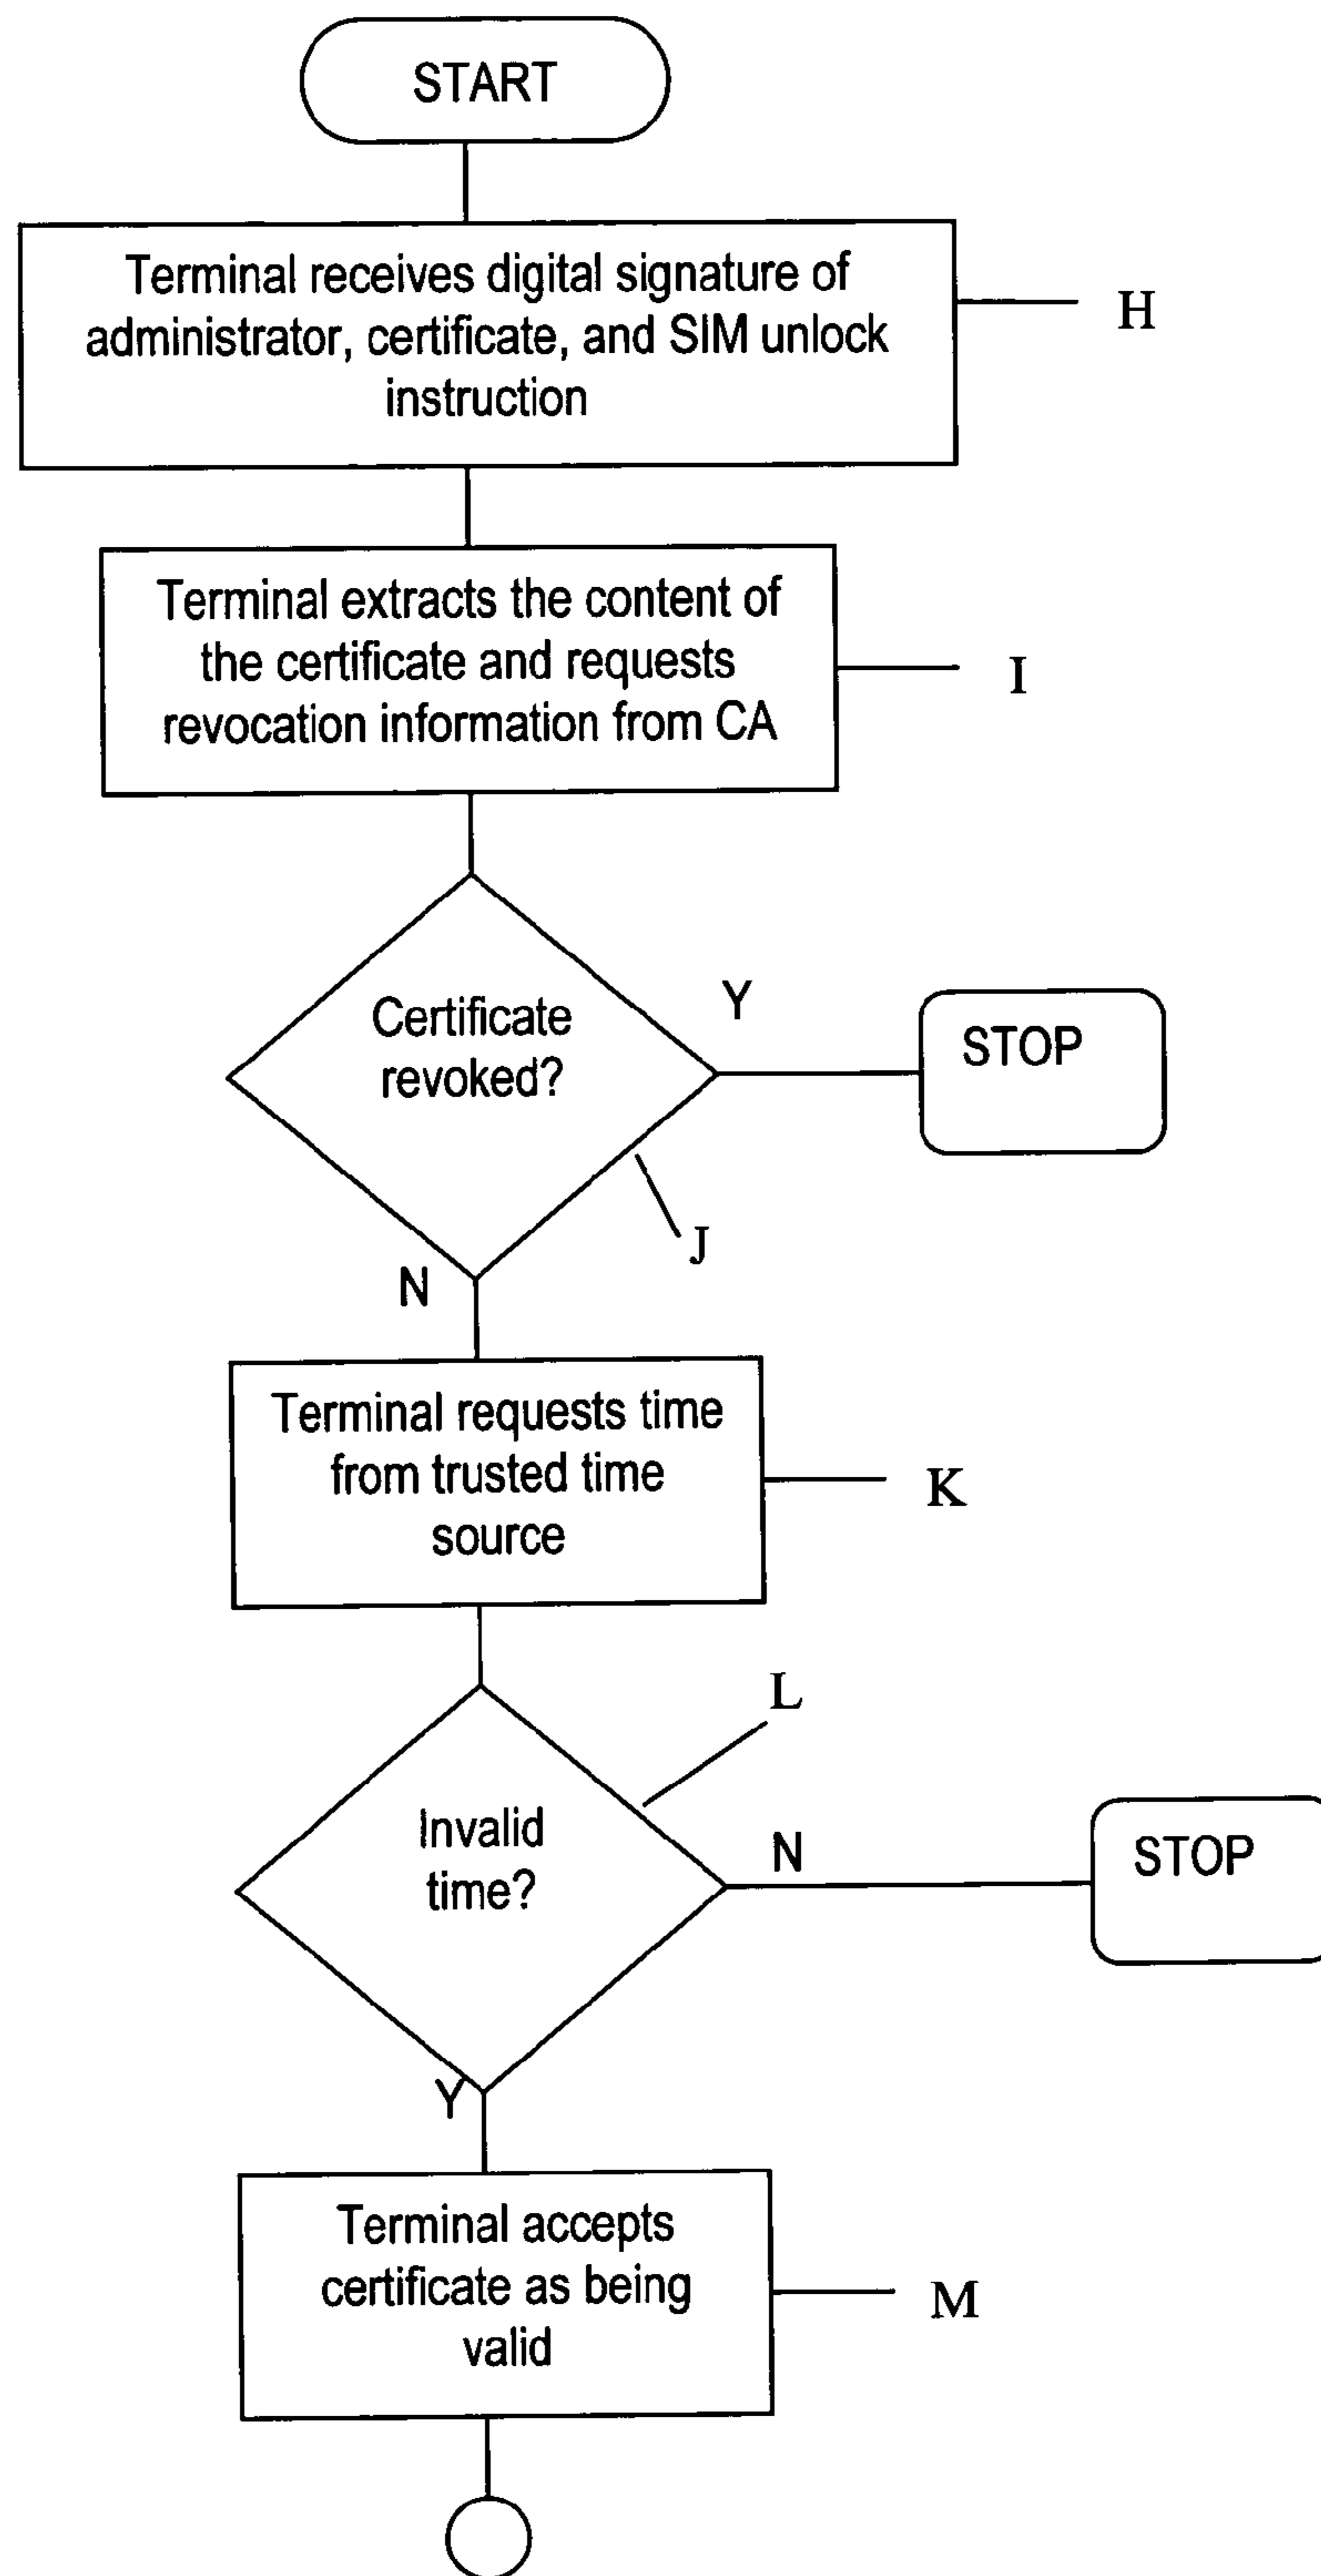 START
Terminal receives digital signature of
administrator, certificate, and SIM unlock
instruction
H
Terminal extracts the content of
the certificate and requests
revocation information from CA
I
Certificate
revoked?
Y
STOP
J
N
Terminal requests time
from trusted time
source
K
L
Invalid
time?
N
STOP
Y
Terminal accepts
certificate as being
valid
M